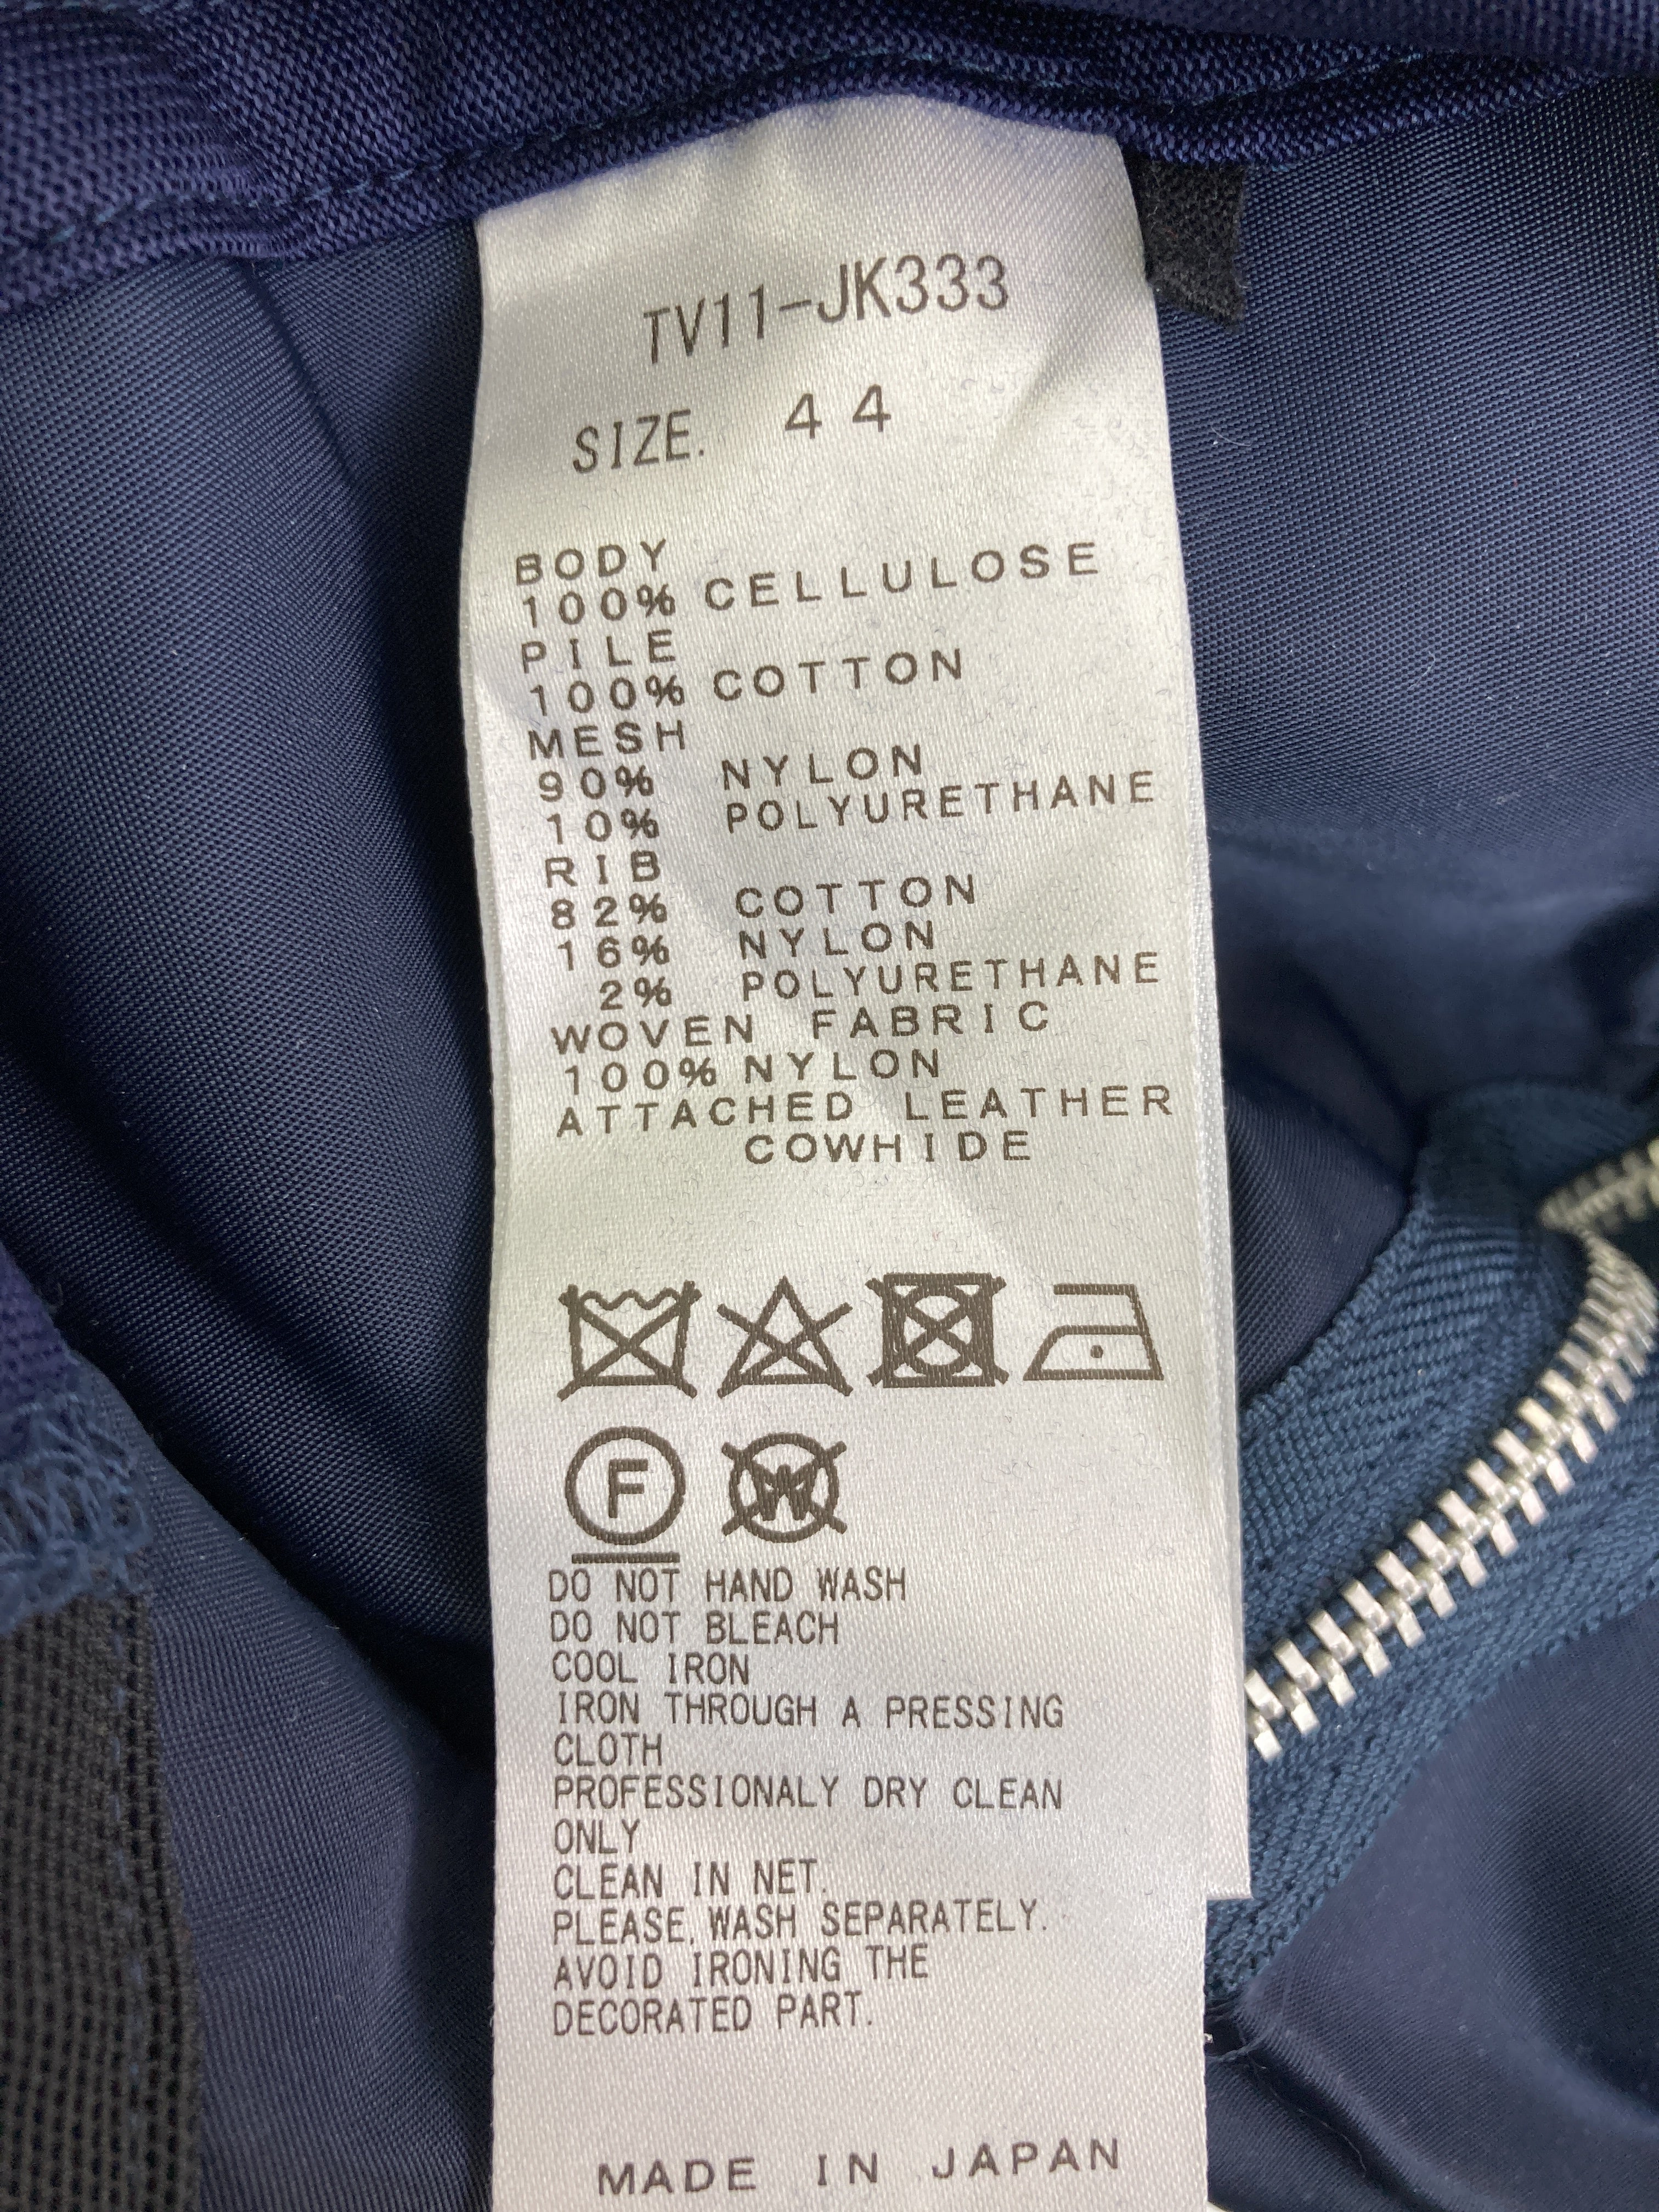 TV11-JK333
SIZE. 44
BODY
100% CELLULOSE
PILE
100% COTTON
MESH
90% NYLON
10% POLYURETHANE
RIB
82% COTTON
16% NYLON
2% POLYURETHANE
WOVEN FABRIC
100% NYLON
ATTACHED LEATHER
COWHIDE
F W
DO NOT HAND WASH
DO NOT BLEACH
COOL IRON
IRON THROUGH A PRESSING
CLOTH
PROFESSIONALY DRY CLEAN
ONLY
CLEAN IN NET.
PLEASE, WASH SEPARATELY.
AVOID IRONING THE
DECORATED PART.
MADE IN JAPAN